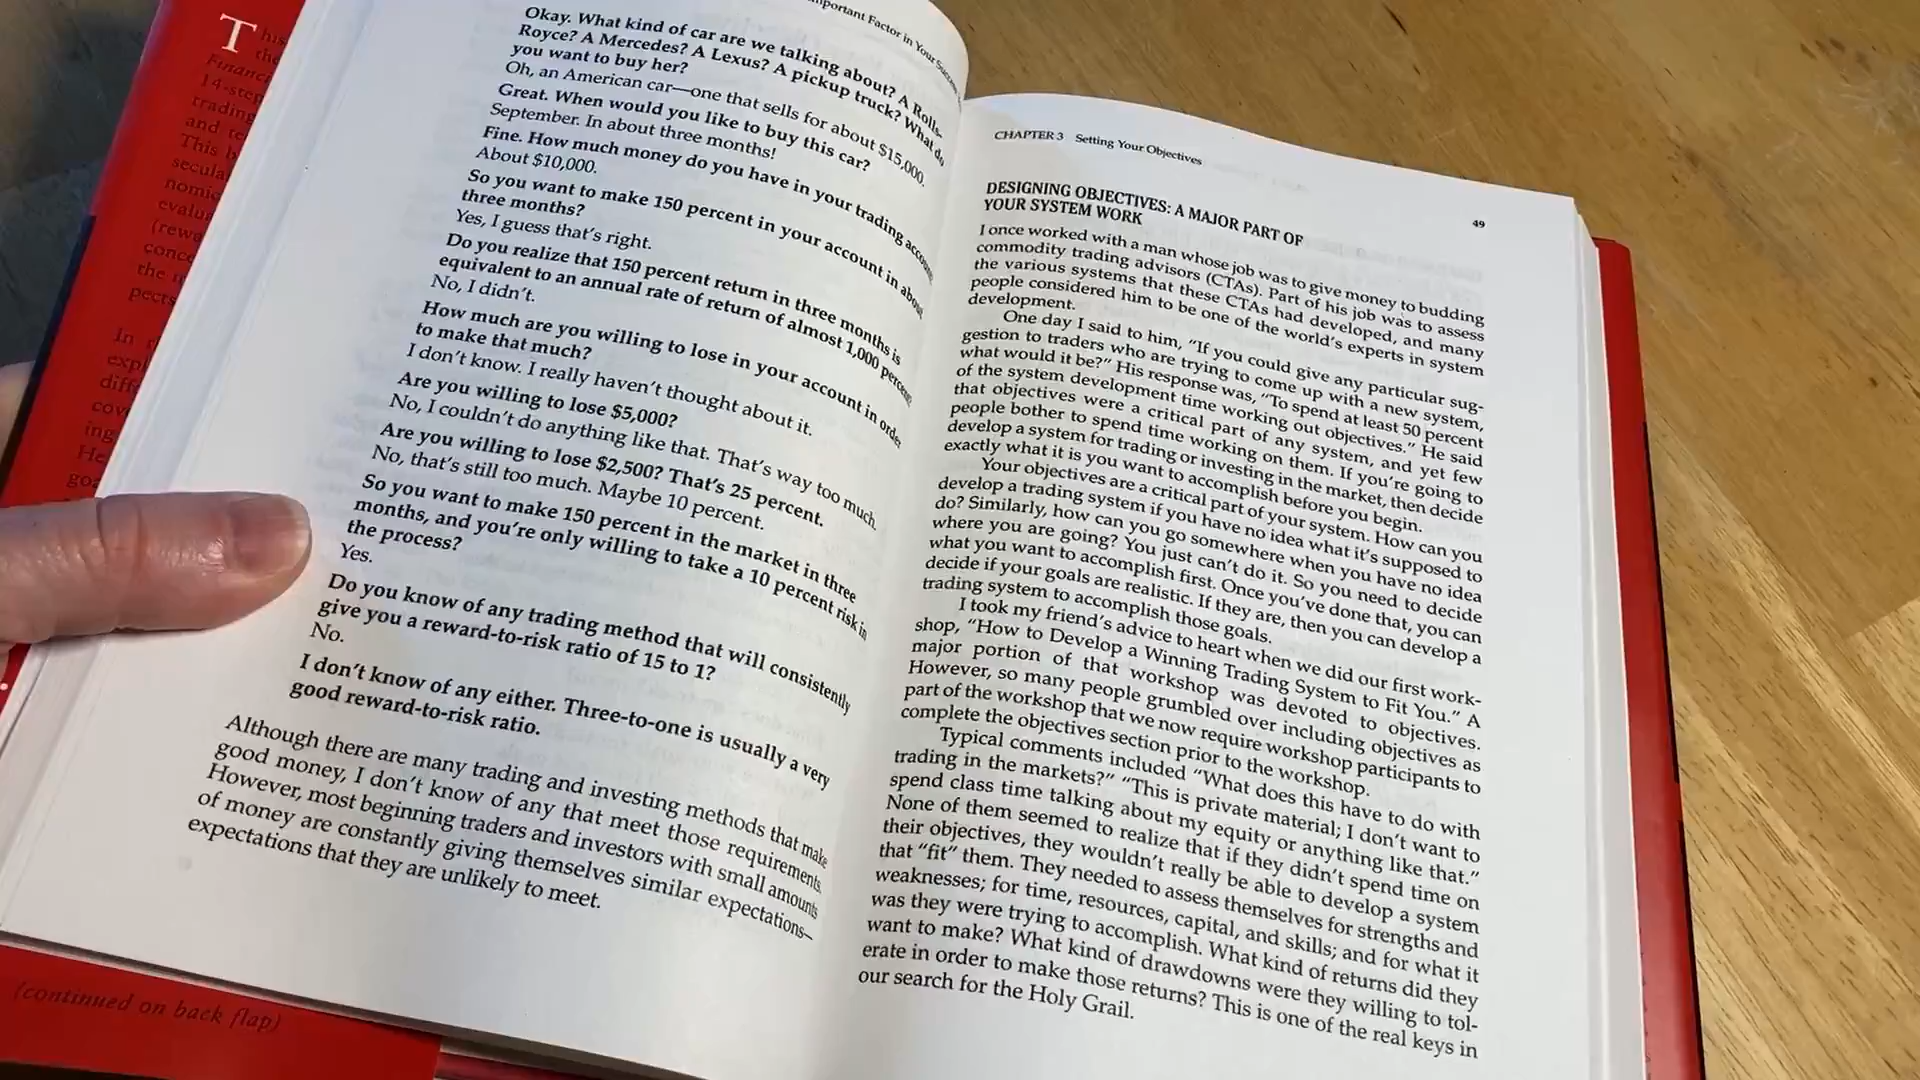 This
the
Financi
14-step
trading
and te
This b
secula
nomic
evalu
(rewa
conce
the m
pects
In
expl
diff
cov
ing
He
goa
(continued on back flap)
mportant Factor in Your Success
Okay. What kind of car are we talking about? A Rolls-
Royce? A Mercedes? A Lexus? A pickup truck? What do
you want to buy her?
Oh, an American car—one that sells for about $15,000.
Great. When would you like to buy this car?
September. In about three months!
Fine. How much money do you have in your trading account?
About $10,000.
So you want to make 150 percent in your account in about
three months?
Yes, I guess that's right.
Do you realize that 150 percent return in three months is
equivalent to an annual rate of return of almost 1,000 percent?
No, I didn't.
How much are you willing to lose in your account in order
to make that much?
I don't know. I really haven't thought about it.
Are you willing to lose $5,000?
No, I couldn't do anything like that. That's way too much.
Are you willing to lose $2,500? That's 25 percent.
No, that's still too much. Maybe 10 percent.
So you want to make 150 percent in the market in three
months, and you're only willing to take a 10 percent risk in
the process?
Yes.
Do you know of any trading method that will consistently
give you a reward-to-risk ratio of 15 to 1?
No.
I don't know of any either. Three-to-one is usually a very
good reward-to-risk ratio.
Although there are many trading and investing methods that make
good money, I don't know of any that meet those requirements.
However, most beginning traders and investors with small amounts
of money are constantly giving themselves similar expectations—
expectations that they are unlikely to meet.
CHAPTER 3 Setting Your Objectives
49
DESIGNING OBJECTIVES: A MAJOR PART OF
YOUR SYSTEM WORK
I once worked with a man whose job was to give money to budding
commodity trading advisors (CTAs). Part of his job was to assess
the various systems that these CTAs had developed, and many
people considered him to be one of the world's experts in system
development.
One day I said to him, "If you could give any particular sug-
gestion to traders who are trying to come up with a new system,
what would it be?" His response was, "To spend at least 50 percent
of the system development time working out objectives." He said
that objectives were a critical part of any system, and yet few
people bother to spend time working on them. If you're going to
develop a system for trading or investing in the market, then decide
exactly what it is you want to accomplish before you begin.
Your objectives are a critical part of your system. How can you
develop a trading system if you have no idea what it's supposed to
do? Similarly, how can you go somewhere when you have no idea
where you are going? You just can't do it. So you need to decide
what you want to accomplish first. Once you've done that, you can
decide if your goals are realistic. If they are, then you can develop a
trading system to accomplish those goals.
I took my friend's advice to heart when we did our first work-
shop, "How to Develop a Winning Trading System to Fit You." A
major portion of that workshop was devoted to objectives.
However, so many people grumbled over including objectives as
part of the workshop that we now require workshop participants to
complete the objectives section prior to the workshop.
Typical comments included "What does this have to do with
trading in the markets?" "This is private material; I don't want to
spend class time talking about my equity or anything like that."
None of them seemed to realize that if they didn't spend time on
their objectives, they wouldn't really be able to develop a system
that "fit" them. They needed to assess themselves for strengths and
weaknesses; for time, resources, capital, and skills; and for what it
was they were trying to accomplish. What kind of returns did they
want to make? What kind of drawdowns were they willing to tol-
erate in order to make those returns? This is one of the real keys in
our search for the Holy Grail.